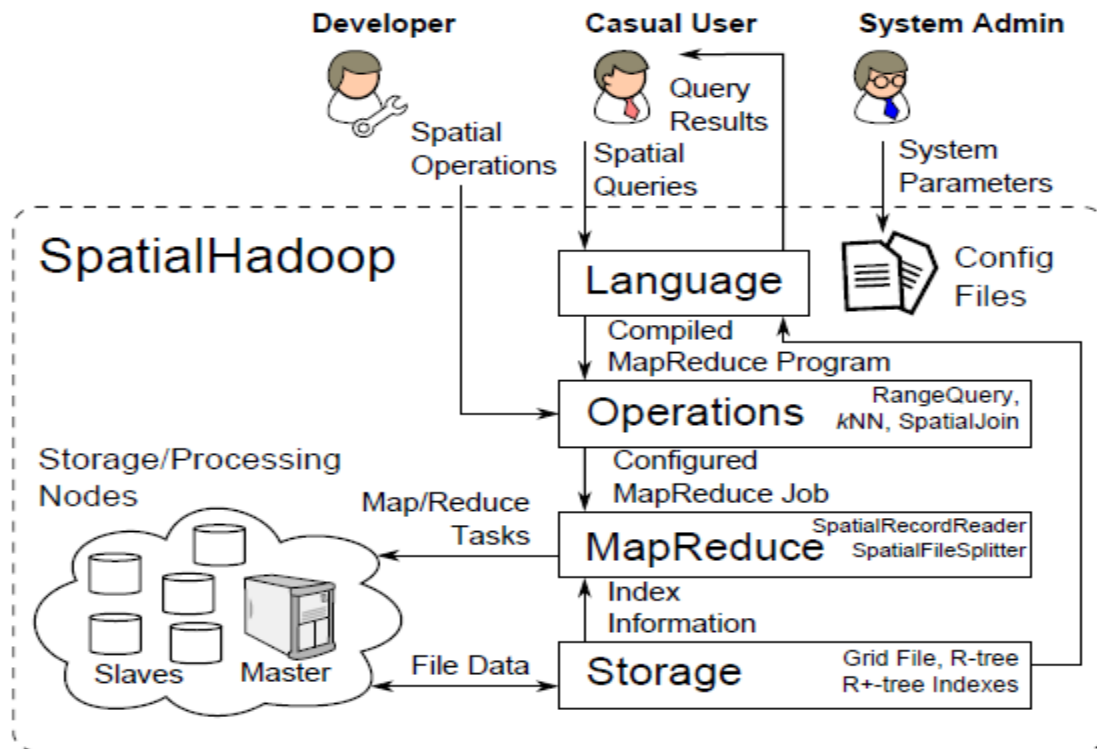 Developer
Casual User
System Admin
Query
Results
Spatial
Operations
Spatial
Queries
System
Parameters
SpatialHadoop
Config
Files
Language
Compiled
MapReduce Program
Operations
RangeQuery,
kNN, SpatialJoin
Configured
MapReduce Job
Storage/Processing
Nodes
Map/Reduce
Tasks
MapReduce
SpatialRecordReader
SpatialFileSplitter
Index
Information
Slaves
Master
File Data
Storage
Grid File, R-tree
R+-tree Indexes